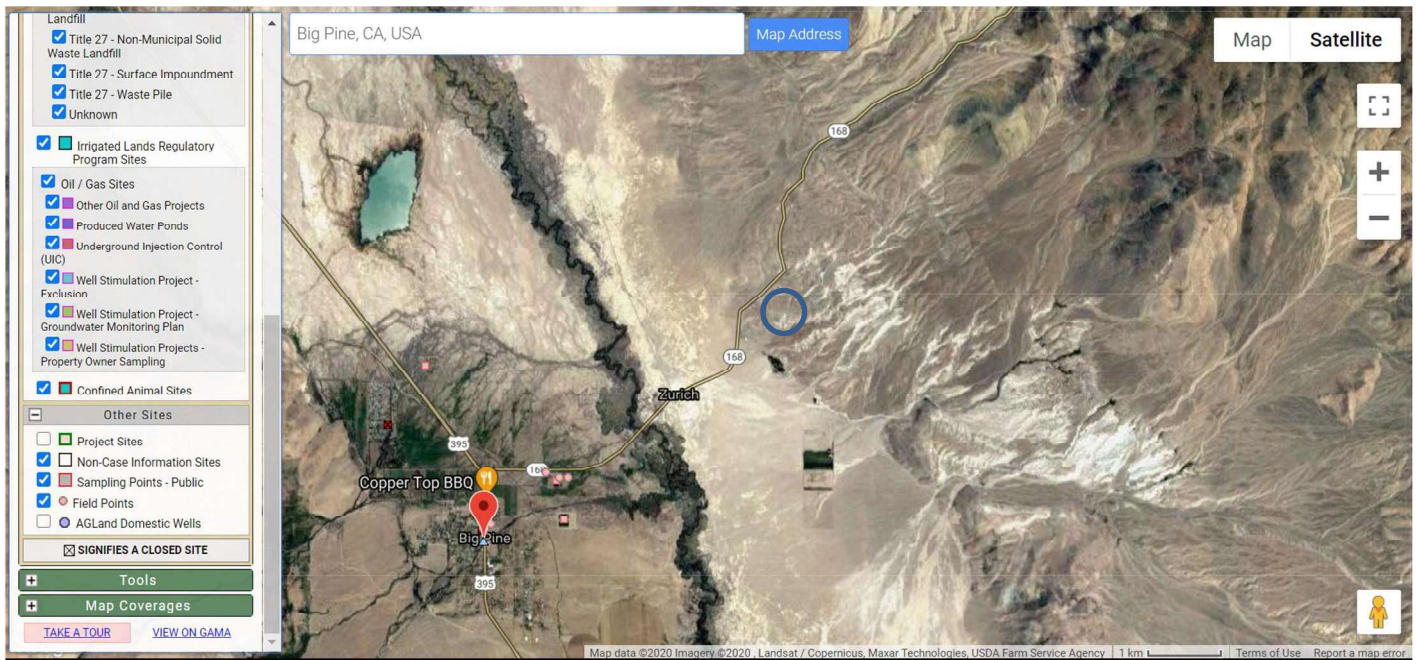 Landfill
Title 27 - Non-Municipal Solid
Waste Landfill
Title 27 - Surface Impoundment
Title 27 - Waste Pile
Unknown
Irrigated Lands Regulatory
Program Sites
Oil / Gas Sites
Other Oil and Gas Projects
Produced Water Ponds
Underground Injection Control
(UIC)
Well Stimulation Project -
Exclusion
Well Stimulation Project -
Groundwater Monitoring Plan
Well Stimulation Projects -
Property Owner Sampling
Confined Animal Sites
Other Sites
Project Sites
Non-Case Information Sites
Sampling Points - Public
Field Points
AGLand Domestic Wells
SIGNIFIES A CLOSED SITE
Tools
Map Coverages
TAKE A TOUR VIEW ON GAMA
Big Pine, CA, USA
Map Address
Map Satellite
168
168
Zurich
395
168
Copper Top BBQ
Big Pine
395
Map data ©2020 Imagery ©2020 , Landsat / Copernicus, Maxar Technologies, USDA Farm Service Agency 1 km Terms of Use Report a map error